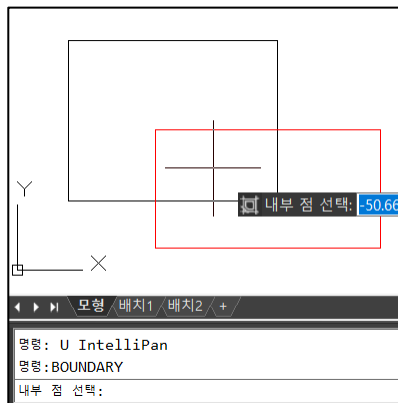 Y
내부 점 선택: -50.66
X
모형 배치1 배치2 +
명령: U IntelliPan
명령:BOUNDARY
내부 점 선택: